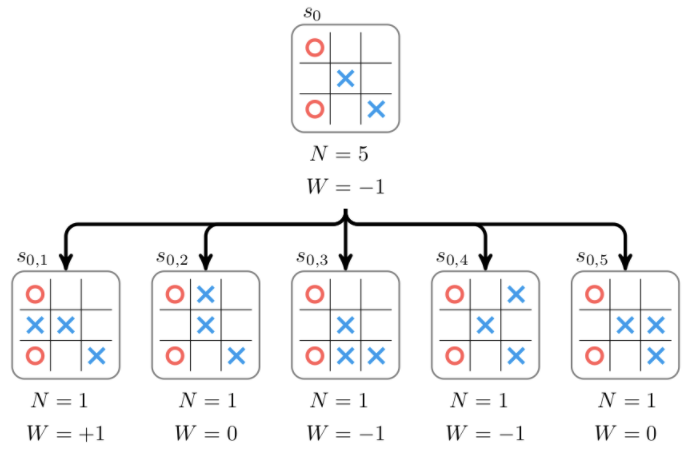 s₀
N = 5
W = −1
s₀,₁ s₀,₂ s₀,₃ s₀,₄ s₀,₅
N = 1 N = 1 N = 1 N = 1 N = 1
W = +1 W = 0 W = −1 W = −1 W = 0